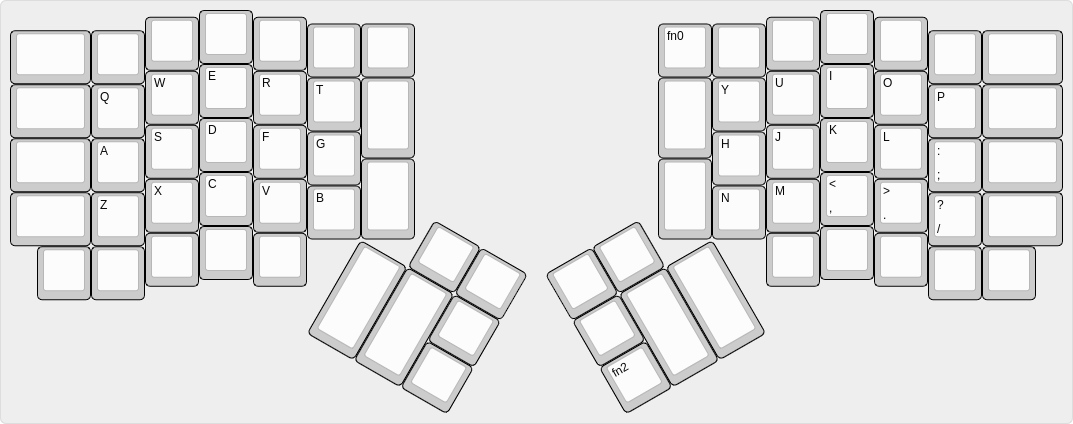 fn0
Q W E R T
Y U I O P
A S D F G
H J K L :
;
Z X C V B
N M < > ?
, . /
fn2